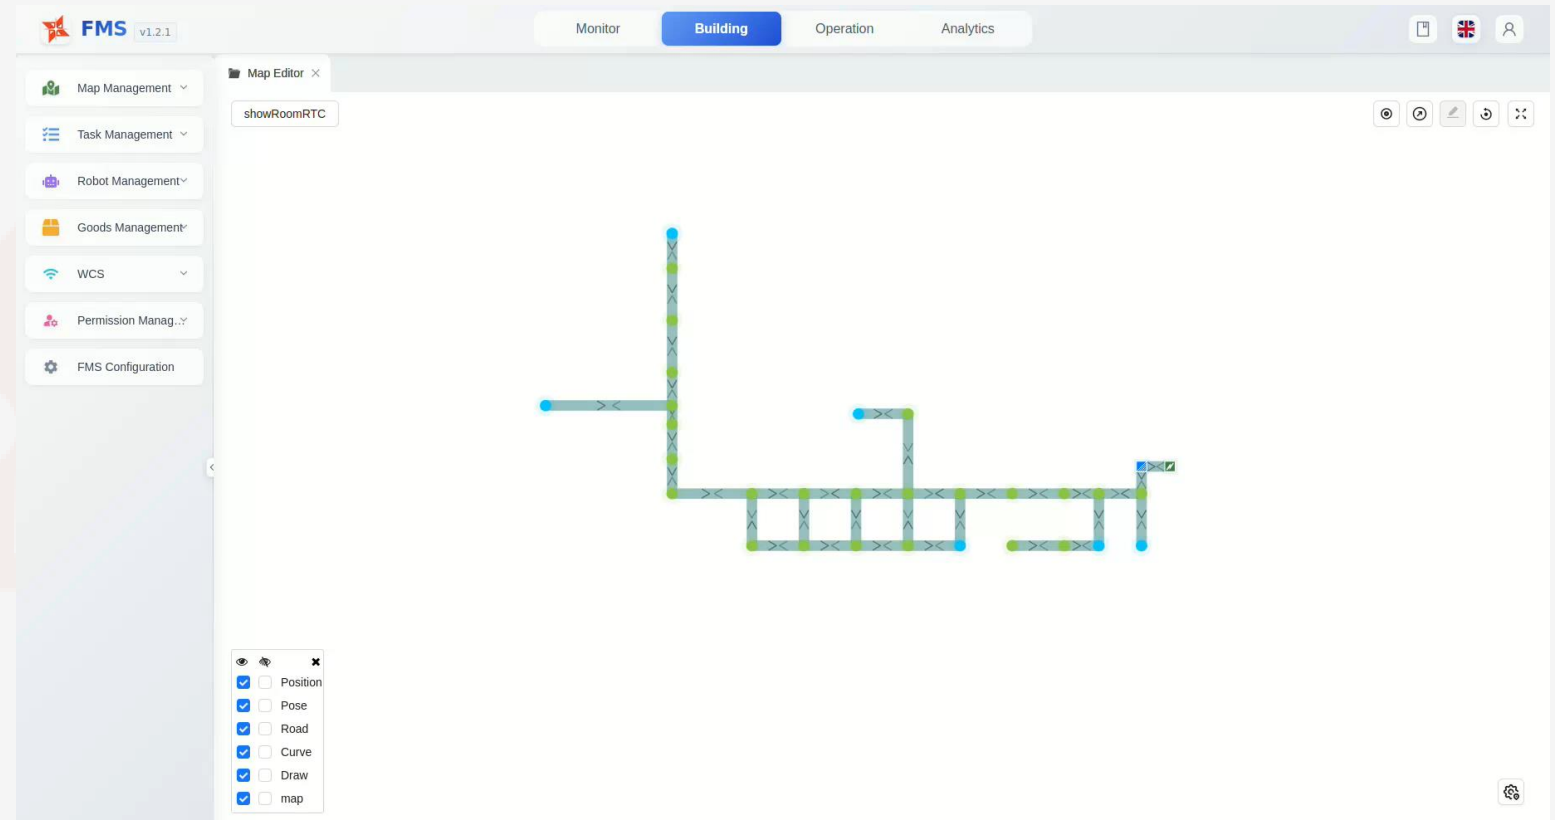 FMS v1.2.1
Monitor
Building
Operation
Analytics
Map Management
Task Management
Robot Management
Goods Management
WCS
Permission Manag...
FMS Configuration
Map Editor
showRoomRTC
Position
Pose
Road
Curve
Draw
map